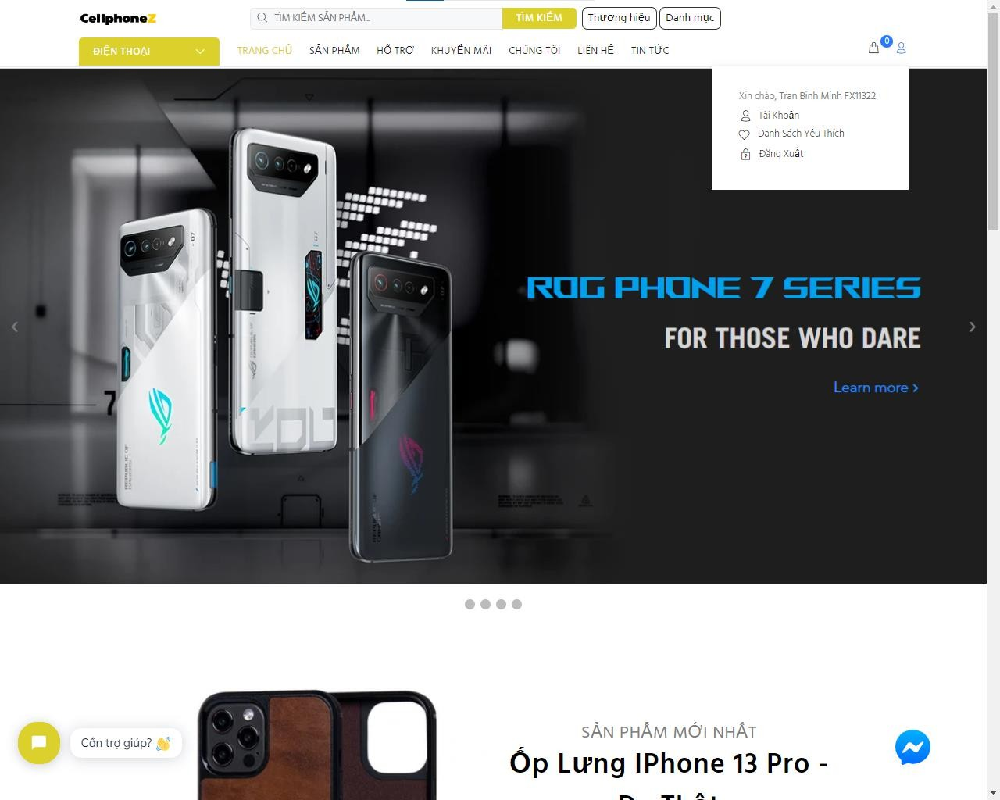 CellphoneZ
TÌM KIẾM SẢN PHẨM...
TÌM KIẾM
Thương hiệu
Danh mục
ĐIỆN THOẠI
TRANG CHỦ
SẢN PHẨM
HỖ TRỢ
KHUYẾN MÃI
CHÚNG TÔI
LIÊN HỆ
TIN TỨC
0
Xin chào, Tran Binh Minh FX11322
Tài Khoản
Danh Sách Yêu Thích
Đăng Xuất
ROG PHONE 7 SERIES
FOR THOSE WHO DARE
Learn more >
SẢN PHẨM MỚI NHẤT
Ốp Lưng IPhone 13 Pro -
Da Thật
Cần trợ giúp? 👋